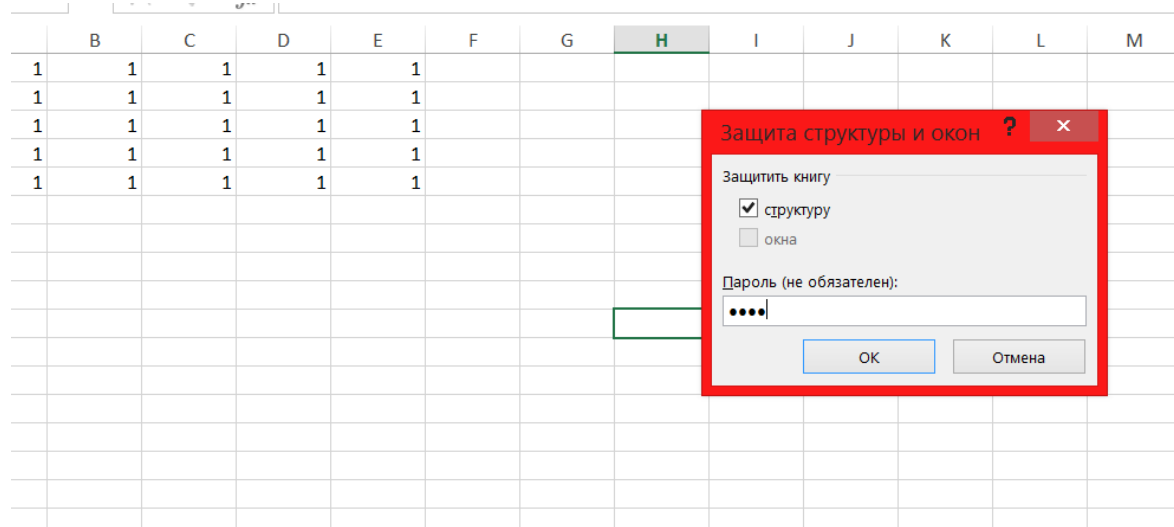 B C D E F G H I J K L M
1 1 1 1 1
1 1 1 1 1
1 1 1 1 1
1 1 1 1 1
1 1 1 1 1
Защита структуры и окон ? ×
Защитить книгу
структуру
окна
Пароль (не обязателен):
••••
ОК Отмена